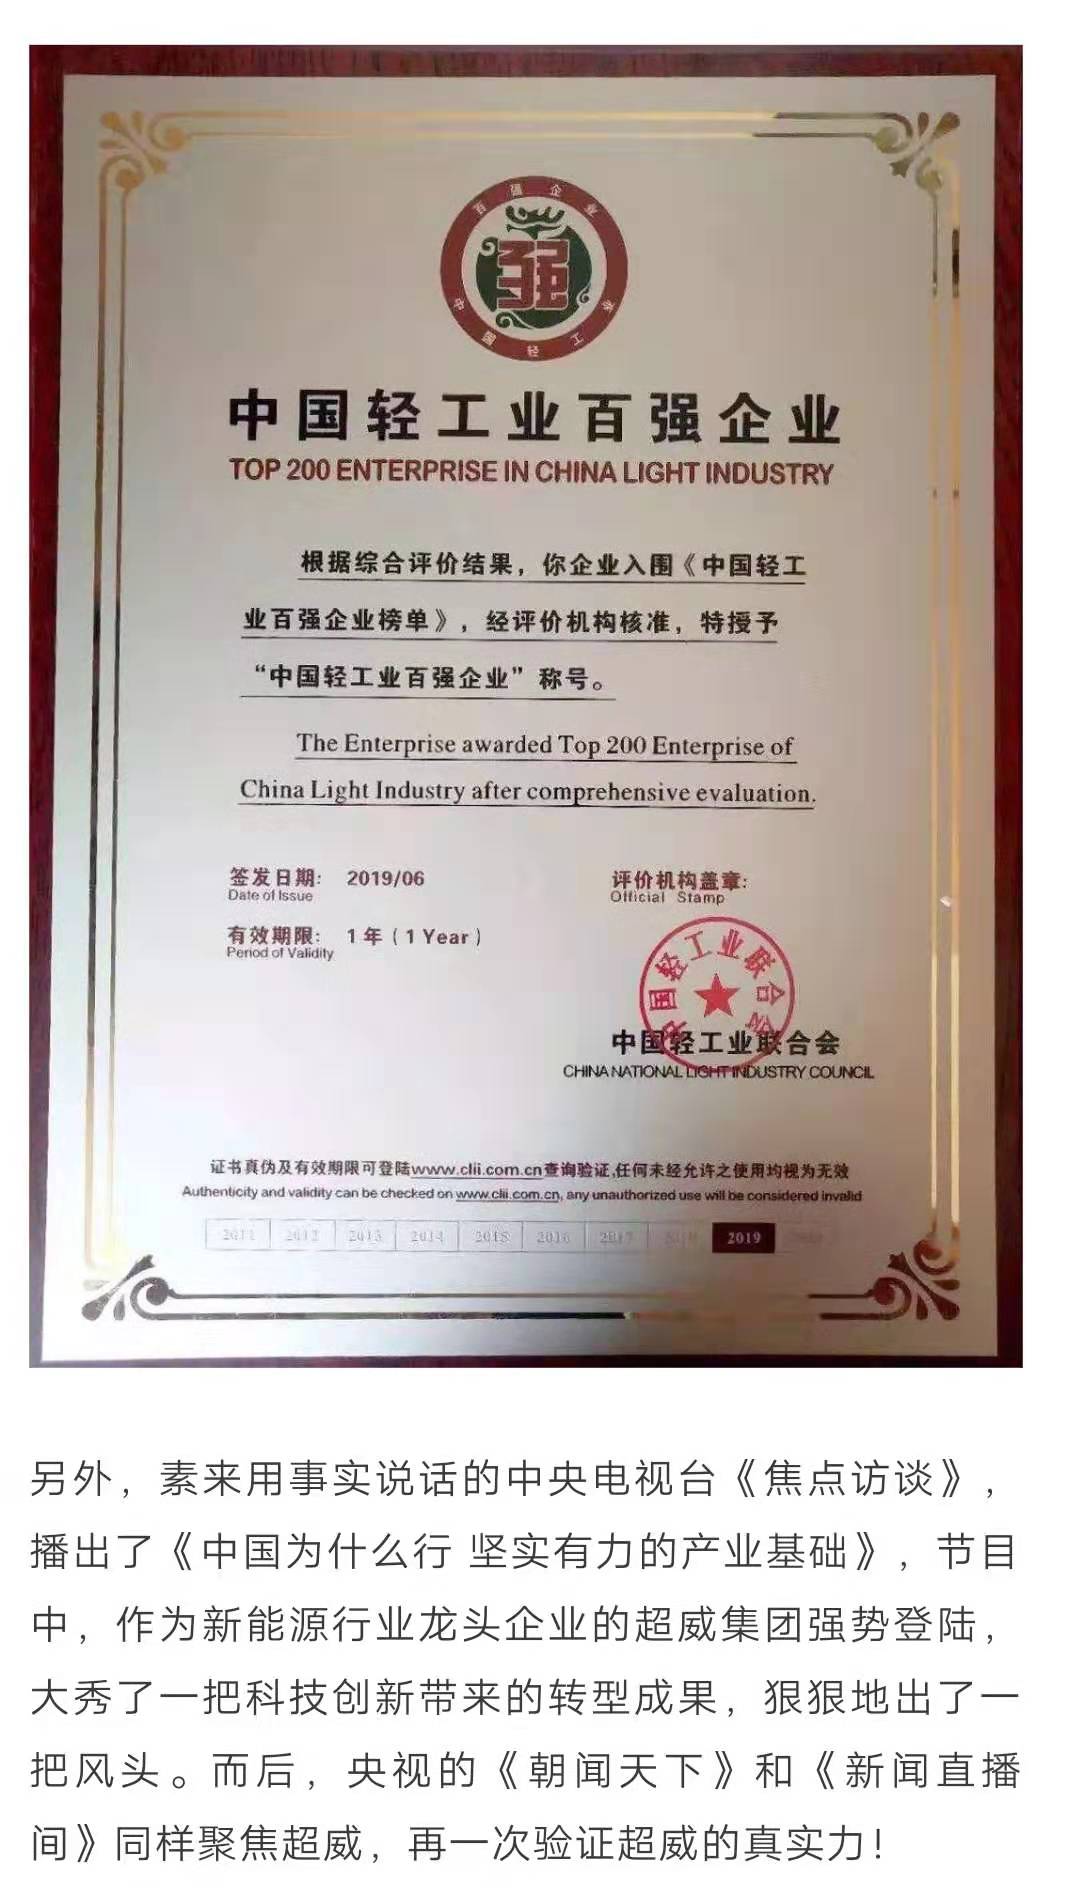 百强企业
强
中国轻工业
中国轻工业百强企业
TOP 200 ENTERPRISE IN CHINA LIGHT INDUSTRY
根据综合评价结果，你企业入围《中国轻工
业百强企业榜单》，经评价机构核准，特授予
“中国轻工业百强企业”称号。
The Enterprise awarded Top 200 Enterprise of
China Light Industry after comprehensive evaluation.
签发日期: 2019/06
Date of Issue
有效期限: 1 年（1 Year）
Period of Validity
评价机构盖章:
Official Stamp
中国轻工业联合会
中国轻工业联合会
CHINA NATIONAL LIGHT INDUSTRY COUNCIL
证书真伪及有效期限可登陆www.clii.com.cn查询验证,任何未经允许之使用均视为无效
Authenticity and validity can be checked on www.clii.com.cn, any unauthorized use will be considered invalid
2011 2012 2013 2014 2015 2016 2017 2018 2019
另外，素来用事实说话的中央电视台《焦点访谈》，
播出了《中国为什么行 坚实有力的产业基础》，节目
中，作为新能源行业龙头企业的超威集团强势登陆，
大秀了一把科技创新带来的转型成果，狠狠地出了一
把风头。而后，央视的《朝闻天下》和《新闻直播
间》同样聚焦超威，再一次验证超威的真实力！